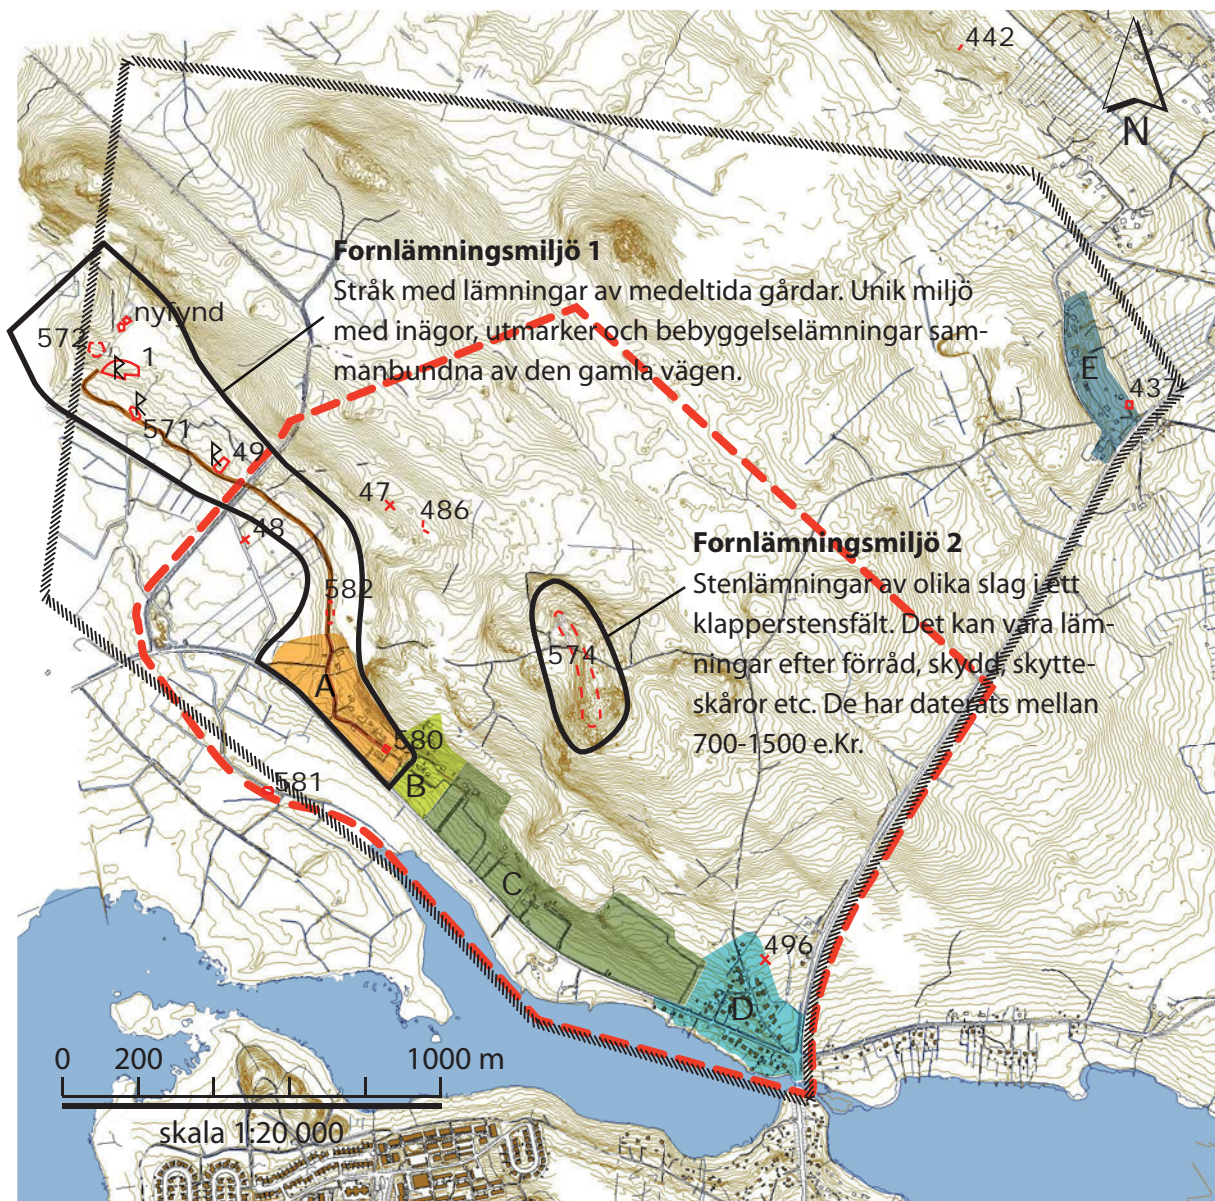 442
N
Fornlämningsmiljö 1
Stråk med lämningar av medeltida gårdar. Unik miljö
med inägor, utmarker och bebyggelselämningar sam-
manbundna av den gamla vägen.
nyfynd
572
1
571
49
E
437
47
486
48
Fornlämningsmiljö 2
Stenlämningar av olika slag i ett
klapperstensfält. Det kan vara läm-
ningar efter förråd, skydd, skytte-
skåror etc. De har daterats mellan
700-1500 e.Kr.
582
574
A
580
B
581
C
496
D
0 200 1000 m
skala 1:20 000